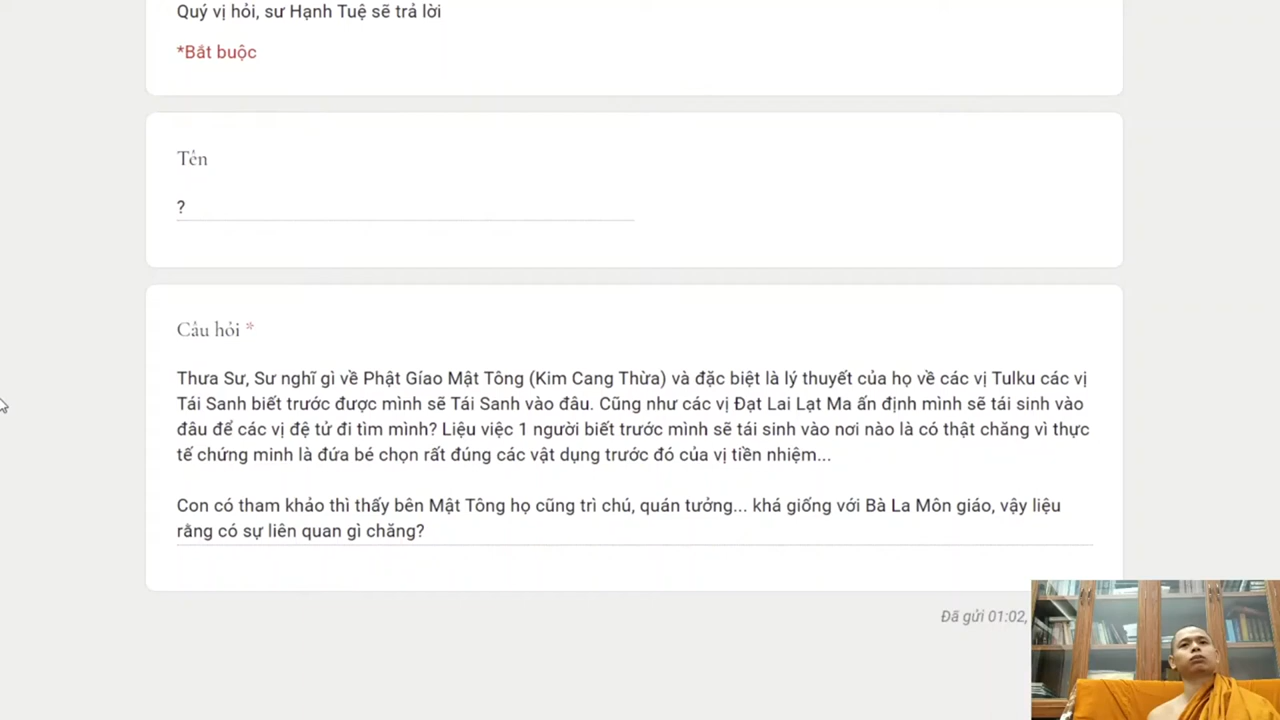 Quý vị hỏi, sư Hạnh Tuệ sẽ trả lời
*Bắt buộc
Tên
?
Câu hỏi *
Thưa Sư, Sư nghĩ gì về Phật Gíao Mật Tông (Kim Cang Thừa) và đặc biệt là lý thuyết của họ về các vị Tulku các vị
Tái Sanh biết trước được mình sẽ Tái Sanh vào đâu. Cũng như các vị Đạt Lai Lạt Ma ấn định mình sẽ tái sinh vào
đâu để các vị đệ tử đi tìm mình? Liệu việc 1 người biết trước mình sẽ tái sinh vào nơi nào là có thật chăng vì thực
tế chứng minh là đứa bé chọn rất đúng các vật dụng trước đó của vị tiền nhiệm...
Con có tham khảo thì thấy bên Mật Tông họ cũng trì chú, quán tưởng... khá giống với Bà La Môn giáo, vậy liệu
rằng có sự liên quan gì chăng?
Đã gửi 01:02,